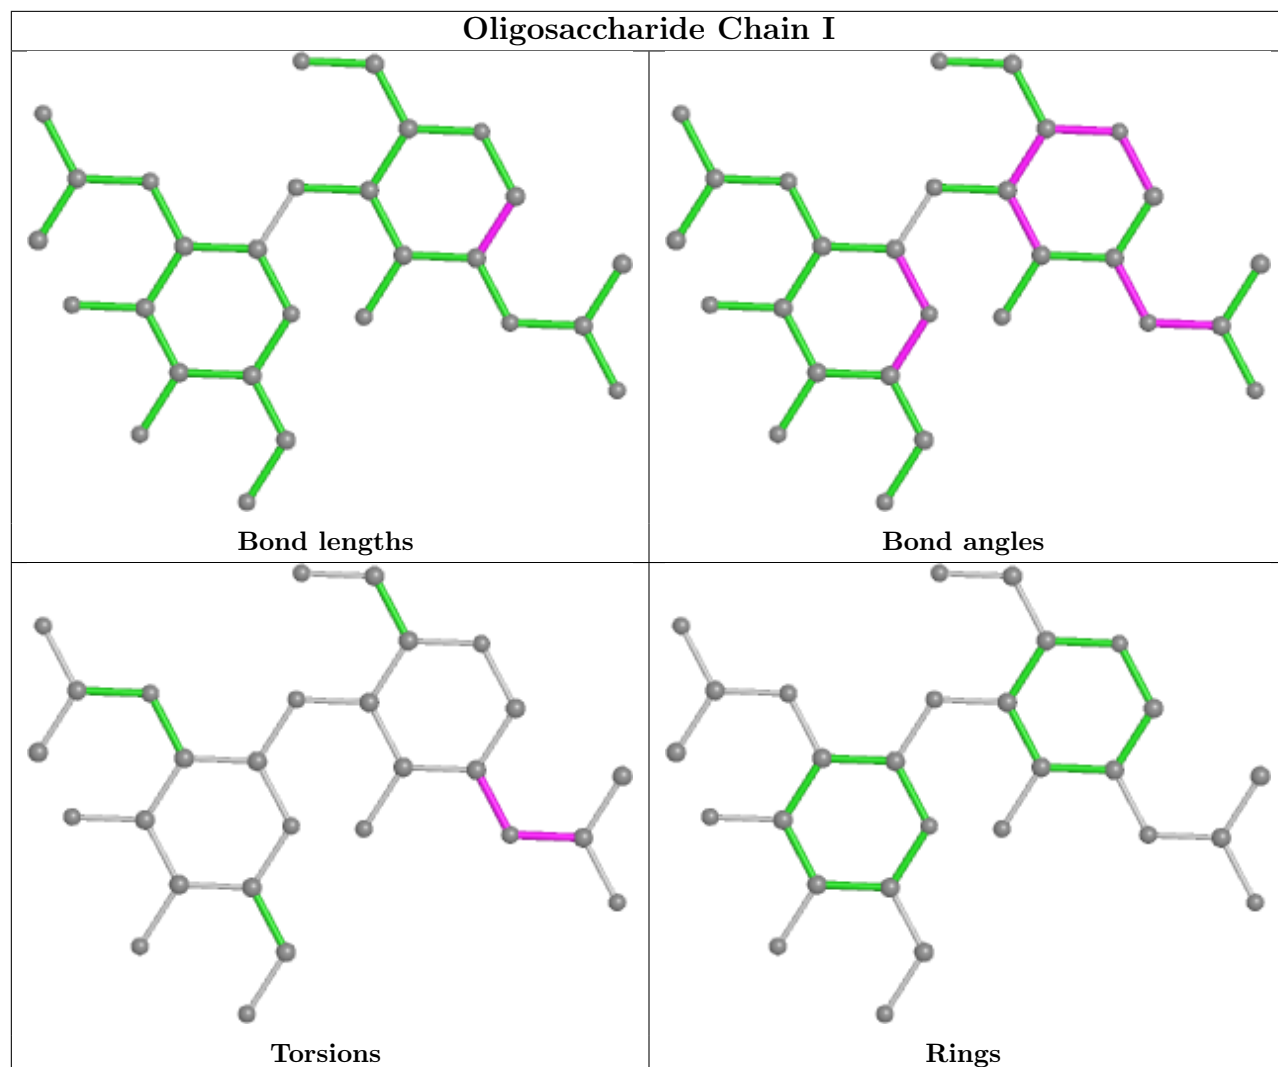 Oligosaccharide Chain I
Bond lengths
Bond angles
Torsions
Rings